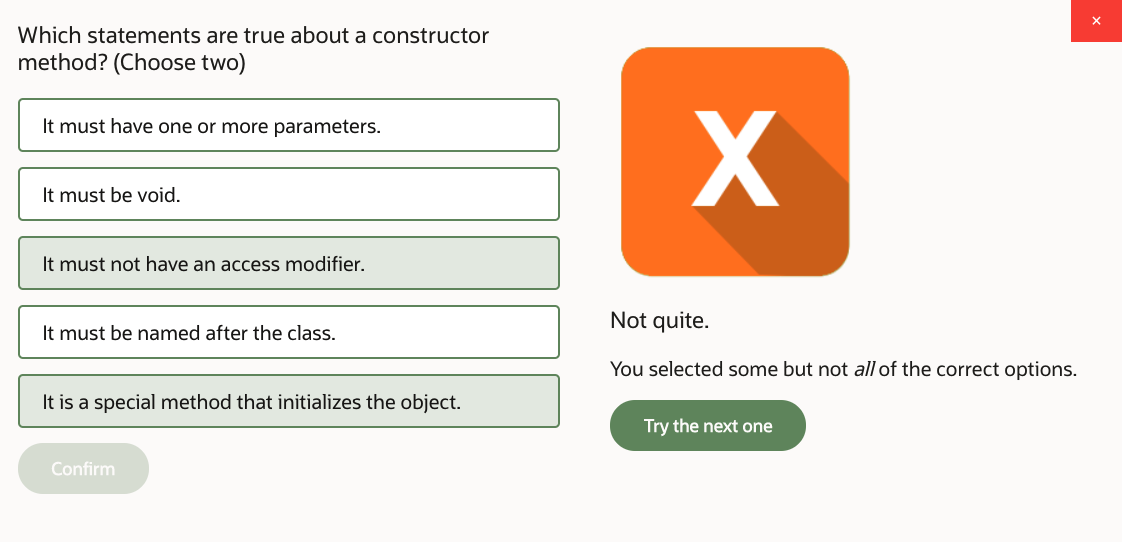 Which statements are true about a constructor
method? (Choose two)
It must have one or more parameters.
It must be void.
It must not have an access modifier.
It must be named after the class.
It is a special method that initializes the object.
Confirm
×
X
Not quite.
You selected some but not all of the correct options.
Try the next one